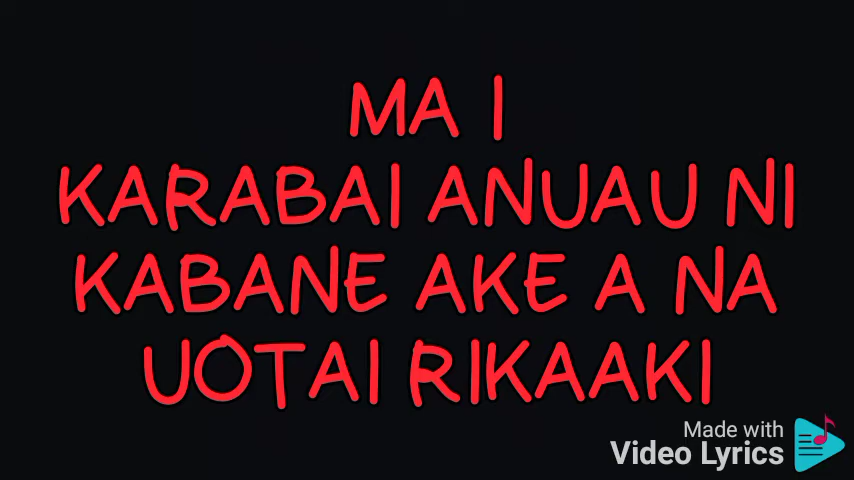 MA I
KARABAI ANUAU NI
KABANE AKE A NA
UOTAI RIKAAKI
Made with
Video Lyrics